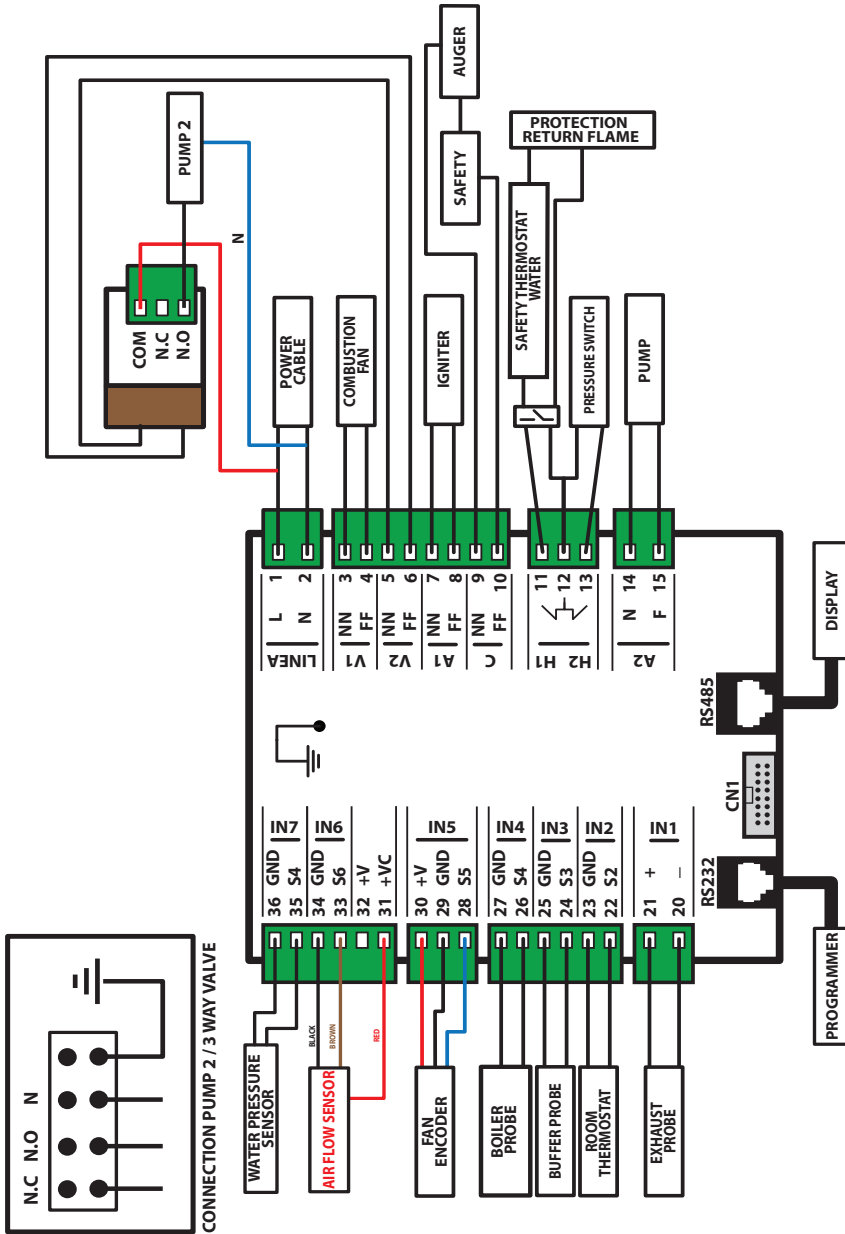 N.C N.O N
CONNECTION PUMP 2 / 3 WAY VALVE
COM
N.C
N.O
PUMP 2
N
AUGER
SAFETY
PROTECTION
RETURN FLAME
POWER
CABLE
COMBUSTION
FAN
IGNITER
SAFETY THERMOSTAT
WATER
PRESSURE SWITCH
PUMP
LINEA
L 1
N 2
V1
NN 3
FF 4
V2
NN 5
FF 6
A1
NN 7
FF 8
C
NN 9
FF 10
H1
H2
11
12
13
A2
N 14
F 15
IN7
36 GND
35 S4
IN6
34 GND
33 S6
32 +V
31 +VC
IN5
30 +V
29 GND
28 S5
IN4
27 GND
26 S4
IN3
25 GND
24 S3
IN2
23 GND
22 S2
IN1
21 +
20 –
WATER PRESSURE
SENSOR
BLACK
BROWN
RED
AIR FLOW SENSOR
FAN
ENCODER
BOILER
PROBE
BUFFER PROBE
ROOM
THERMOSTAT
EXHAUST
PROBE
RS232
CN1
RS485
PROGRAMMER
DISPLAY